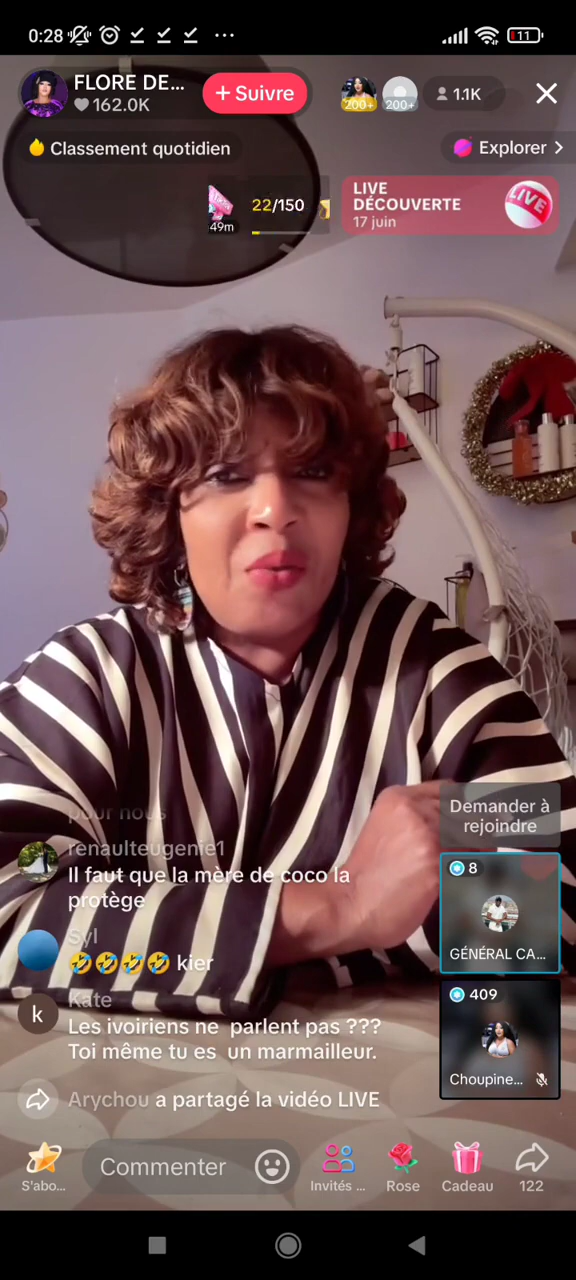 0:28
11
FLORE DE...
162.0K
+ Suivre
200+
200+
1.1K
Classement quotidien
Explorer
49m
22/150
LIVE
DÉCOUVERTE
17 juin
LIVE
pour nous
renaulteugenie1
Il faut que la mère de coco la
protège
Syl
🤣🤣🤣🤣 kier
k
Kate
Les ivoiriens ne parlent pas ???
Toi même tu es un marmailleur.
Arychou a partagé la vidéo LIVE
Demander à
rejoindre
8
GÉNÉRAL CA...
409
Choupine...
S'abo...
Commenter
Invités ...
Rose
Cadeau
122